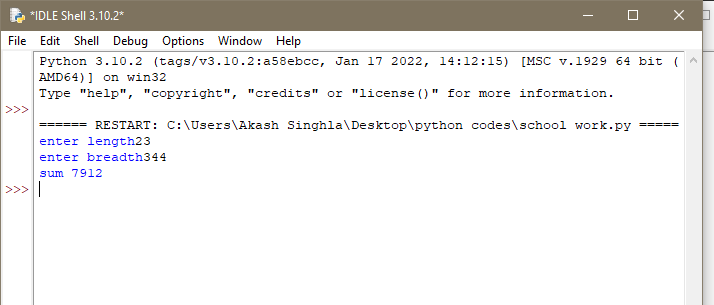 *IDLE Shell 3.10.2*
File Edit Shell Debug Options Window Help
Python 3.10.2 (tags/v3.10.2:a58ebcc, Jan 17 2022, 14:12:15) [MSC v.1929 64 bit (
AMD64)] on win32
Type "help", "copyright", "credits" or "license()" for more information.
>>>
====== RESTART: C:\Users\Akash Singhla\Desktop\python codes\school work.py =====
enter length23
enter breadth344
sum 7912
>>>